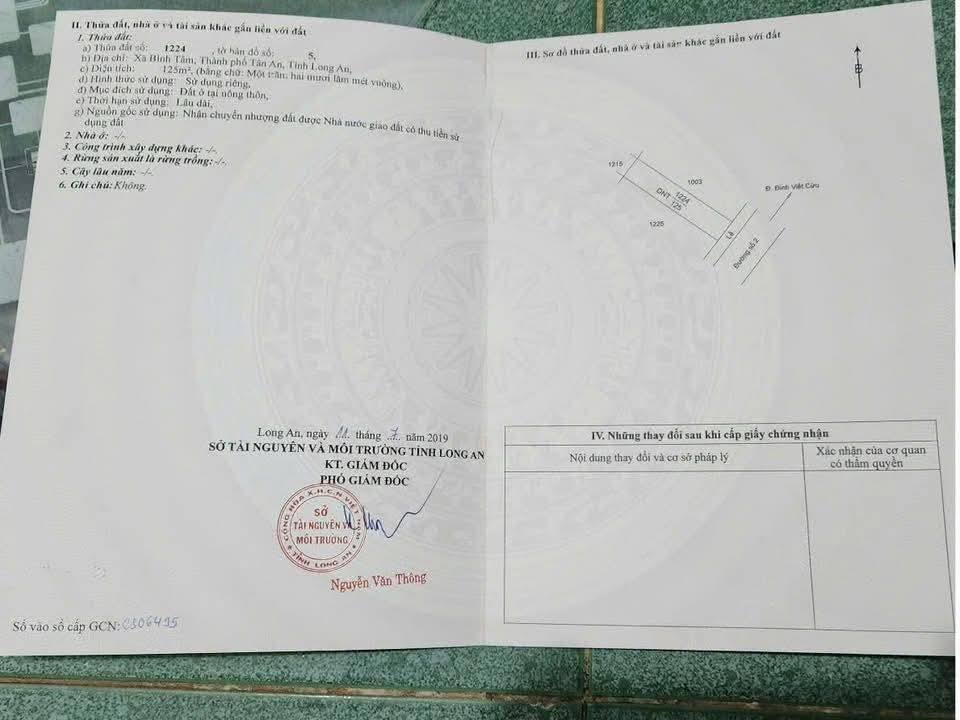 II. Thửa đất, nhà ở và tài sản khác gắn liền với đất
1. Thửa đất:
a) Thửa đất số: 1224 , tờ bản đồ số: 5,
b) Địa chỉ: Xã Bình Tâm, Thành phố Tân An, Tỉnh Long An,
c) Diện tích: 125m², (bằng chữ: Một trăm hai mươi lăm mét vuông),
d) Hình thức sử dụng: Sử dụng riêng,
đ) Mục đích sử dụng: Đất ở tại nông thôn,
e) Thời hạn sử dụng: Lâu dài,
g) Nguồn gốc sử dụng: Nhận chuyển nhượng đất được Nhà nước giao đất có thu tiền sử
dụng đất
2. Nhà ở: -/-.
3. Công trình xây dựng khác: -/-.
4. Rừng sản xuất là rừng trồng: -/-.
5. Cây lâu năm: -/-.
6. Ghi chú: Không.
Long An, ngày 11 tháng 7 năm 2019
SỞ TÀI NGUYÊN VÀ MÔI TRƯỜNG TỈNH LONG AN
KT. GIÁM ĐỐC
PHÓ GIÁM ĐỐC
CỘNG HÒA X.H.C.N VIỆT NAM
SỞ
TÀI NGUYÊN VÀ
MÔI TRƯỜNG
TỈNH LONG AN
Nguyễn Văn Thông
Số vào sổ cấp GCN: CS06495
III. Sơ đồ thửa đất, nhà ở và tài sản khác gắn liền với đất
B
1215
1003
1224
ONT 125
1225
Lề
Đường số 2
Đ. Đinh Viết Cừu
IV. Những thay đổi sau khi cấp giấy chứng nhận
Nội dung thay đổi và cơ sở pháp lý
Xác nhận của cơ quan
có thẩm quyền